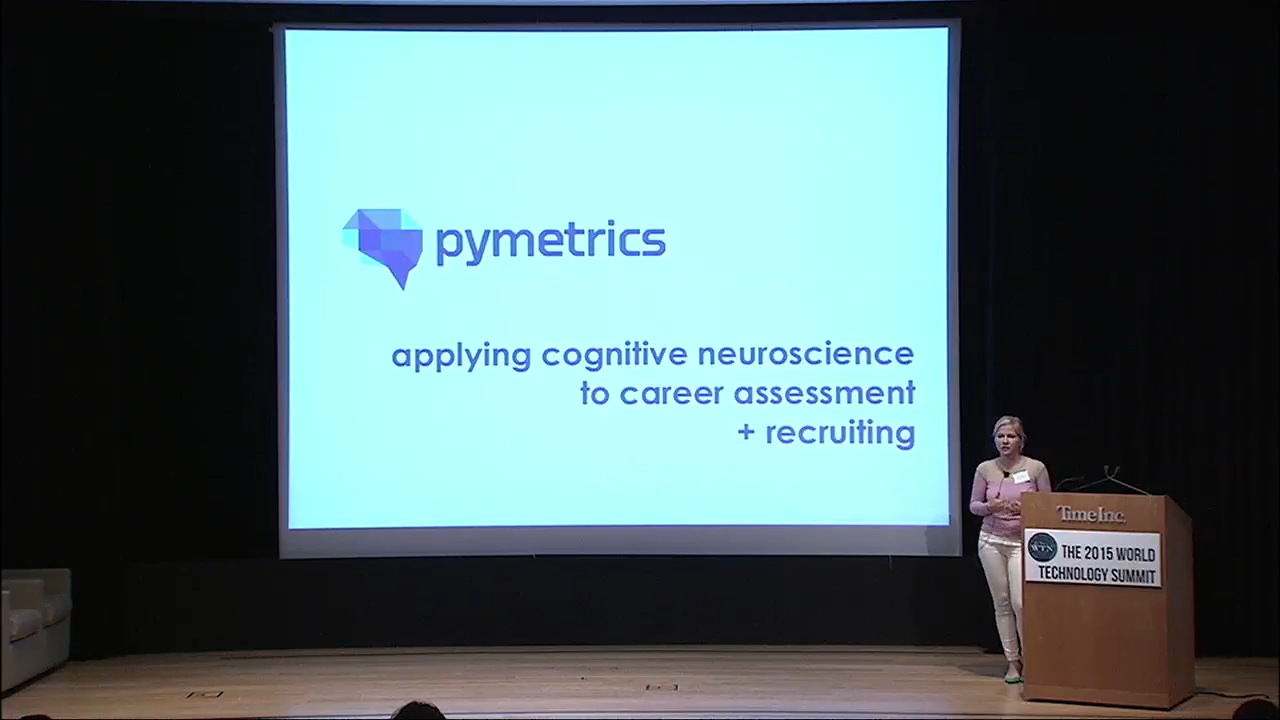 pymetrics
applying cognitive neuroscience
to career assessment
+ recruiting
Time Inc.
WTN
THE 2015 WORLD
TECHNOLOGY SUMMIT